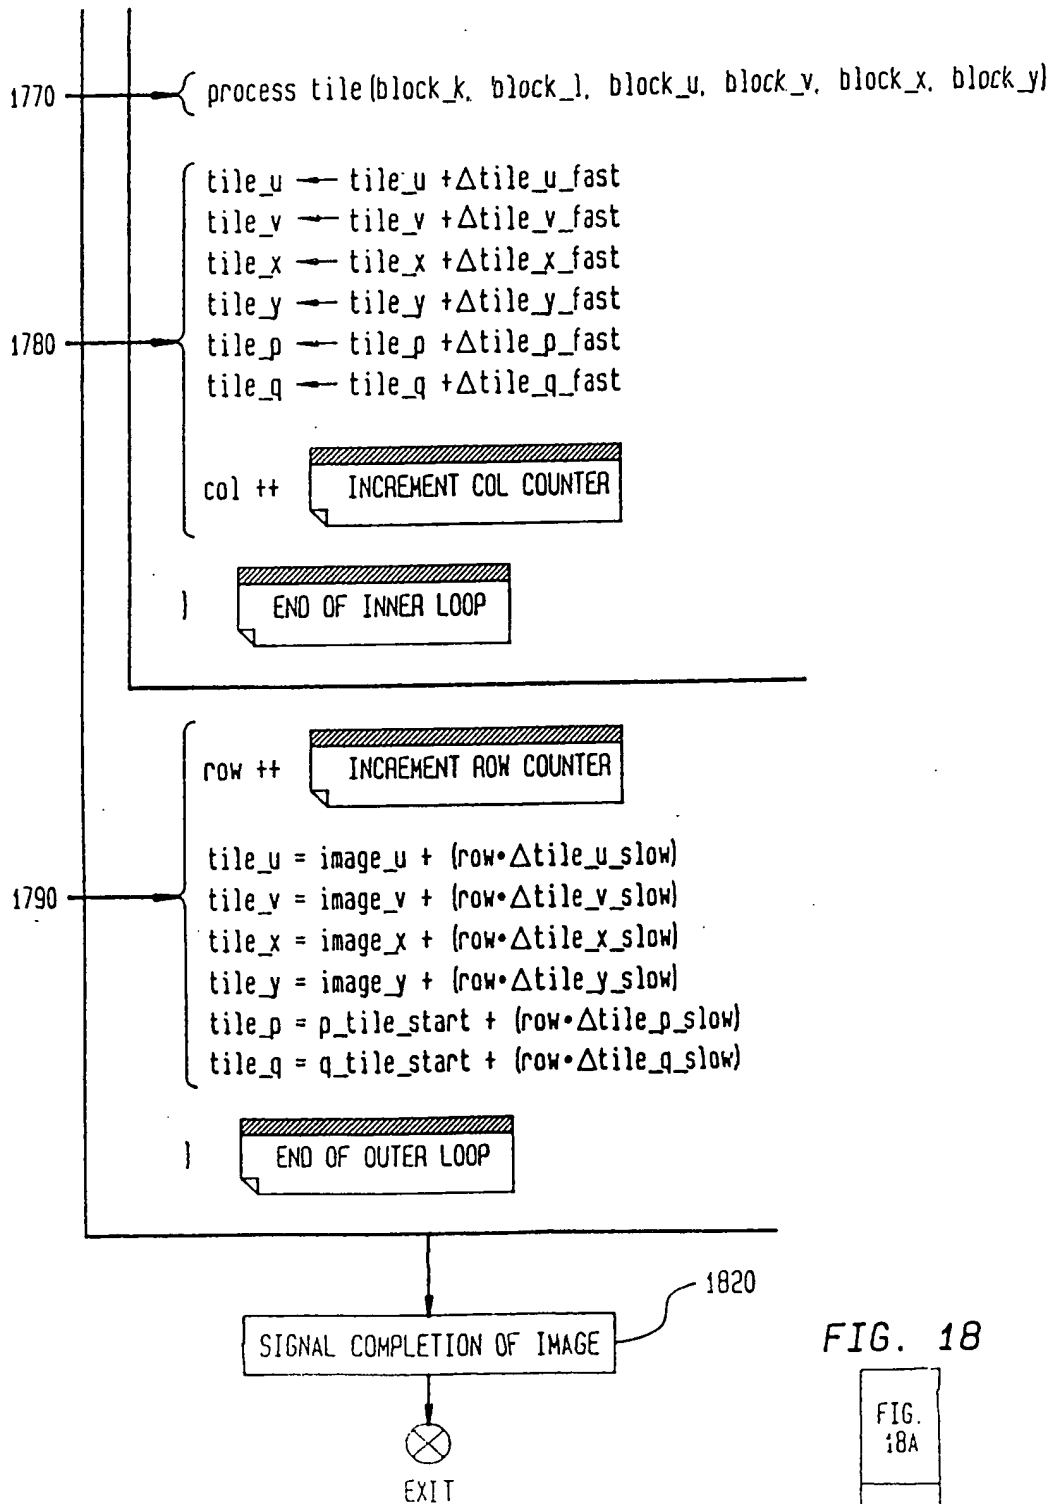 1770 process tile(block_k, block_l, block_u, block_v, block_x, block_y)
tile_u ← tile_u +Δtile_u_fast
tile_v ← tile_v +Δtile_v_fast
tile_x ← tile_x +Δtile_x_fast
tile_y ← tile_y +Δtile_y_fast
1780 tile_p ← tile_p +Δtile_p_fast
tile_q ← tile_q +Δtile_q_fast
col ++ INCREMENT COL COUNTER
} END OF INNER LOOP
row ++ INCREMENT ROW COUNTER
tile_u = image_u + (row•Δtile_u_slow)
1790 tile_v = image_v + (row•Δtile_v_slow)
tile_x = image_x + (row•Δtile_x_slow)
tile_y = image_y + (row•Δtile_y_slow)
tile_p = p_tile_start + (row•Δtile_p_slow)
tile_q = q_tile_start + (row•Δtile_q_slow)
} END OF OUTER LOOP
1820
SIGNAL COMPLETION OF IMAGE
EXIT
FIG. 18
FIG.
18A